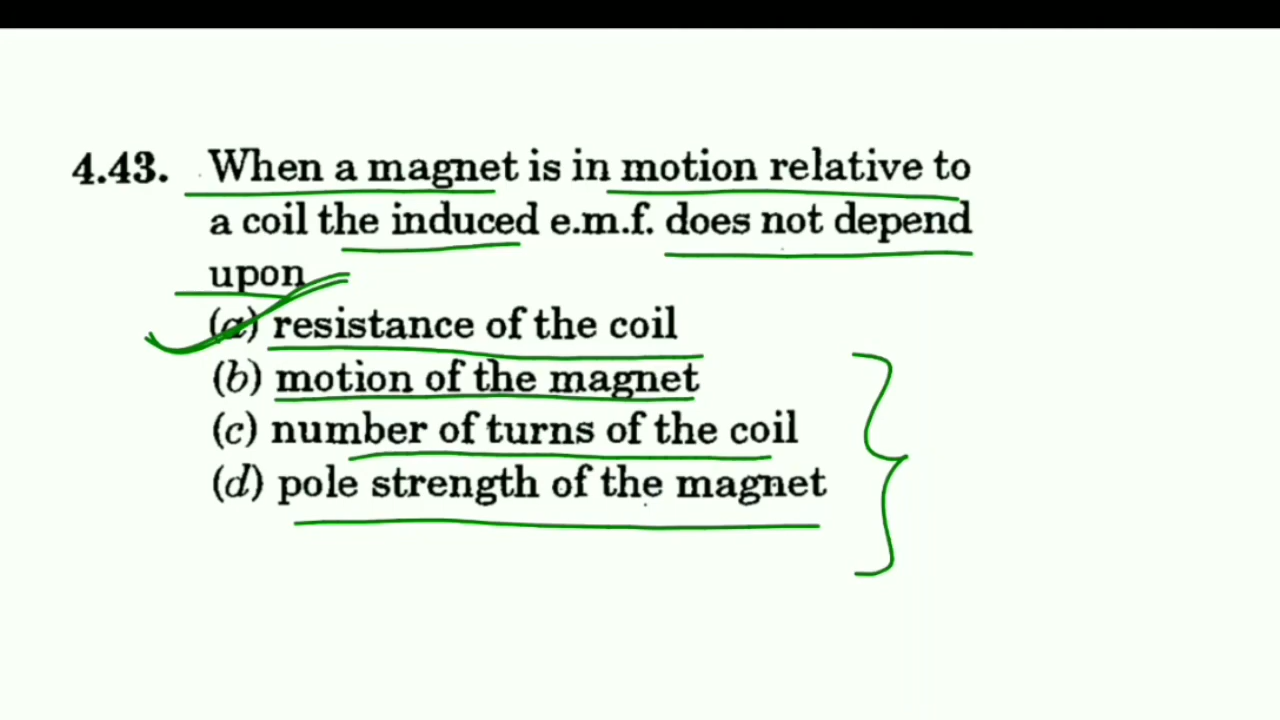 4.43. When a magnet is in motion relative to
a coil the induced e.m.f. does not depend
upon
(a) resistance of the coil
(b) motion of the magnet
(c) number of turns of the coil
(d) pole strength of the magnet